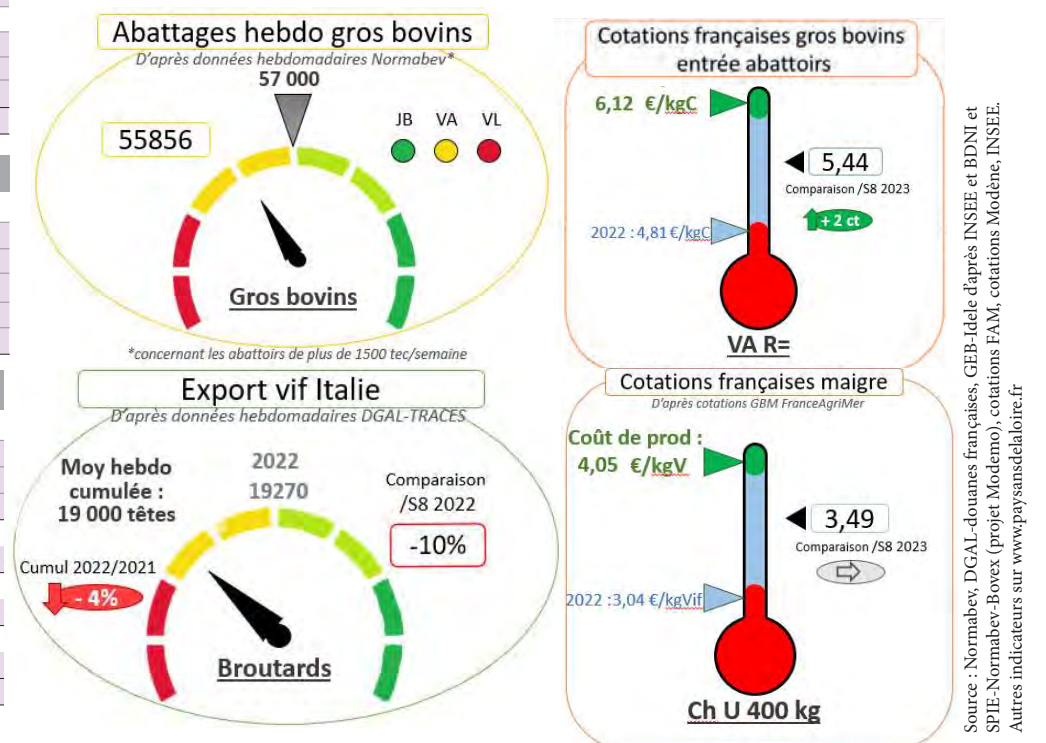 Abattages hebdo gros bovins
D'après données hebdomadaires Normabev*
57 000
55856
JB VA VL
Gros bovins
*concernant les abattoirs de plus de 1500 tec/semaine
Cotations françaises gros bovins
entrée abattoirs
6,12 €/kgC
5,44
Comparaison /S8 2023
+ 2 ct
2022 : 4,81 €/kgC
VA R=
Export vif Italie
D'après données hebdomadaires DGAL-TRACES
Moy hebdo
cumulée :
19 000 têtes
2022
19270
Comparaison
/S8 2022
-10%
Cumul 2022/2021
- 4%
Broutards
Cotations françaises maigre
D'après cotations GBM FranceAgriMer
Coût de prod :
4,05 €/kgV
3,49
Comparaison /S8 2023
2022 :3,04 €/kgVif
Ch U 400 kg
Source : Normabev, DGAL-douanes françaises, GEB-Idele d'après INSEE et BDNI et
SPIE-Normabev-Bovex (projet Modemo), cotations FAM, cotations Modène, INSEE.
Autres indicateurs sur www.paysansdelaloire.fr